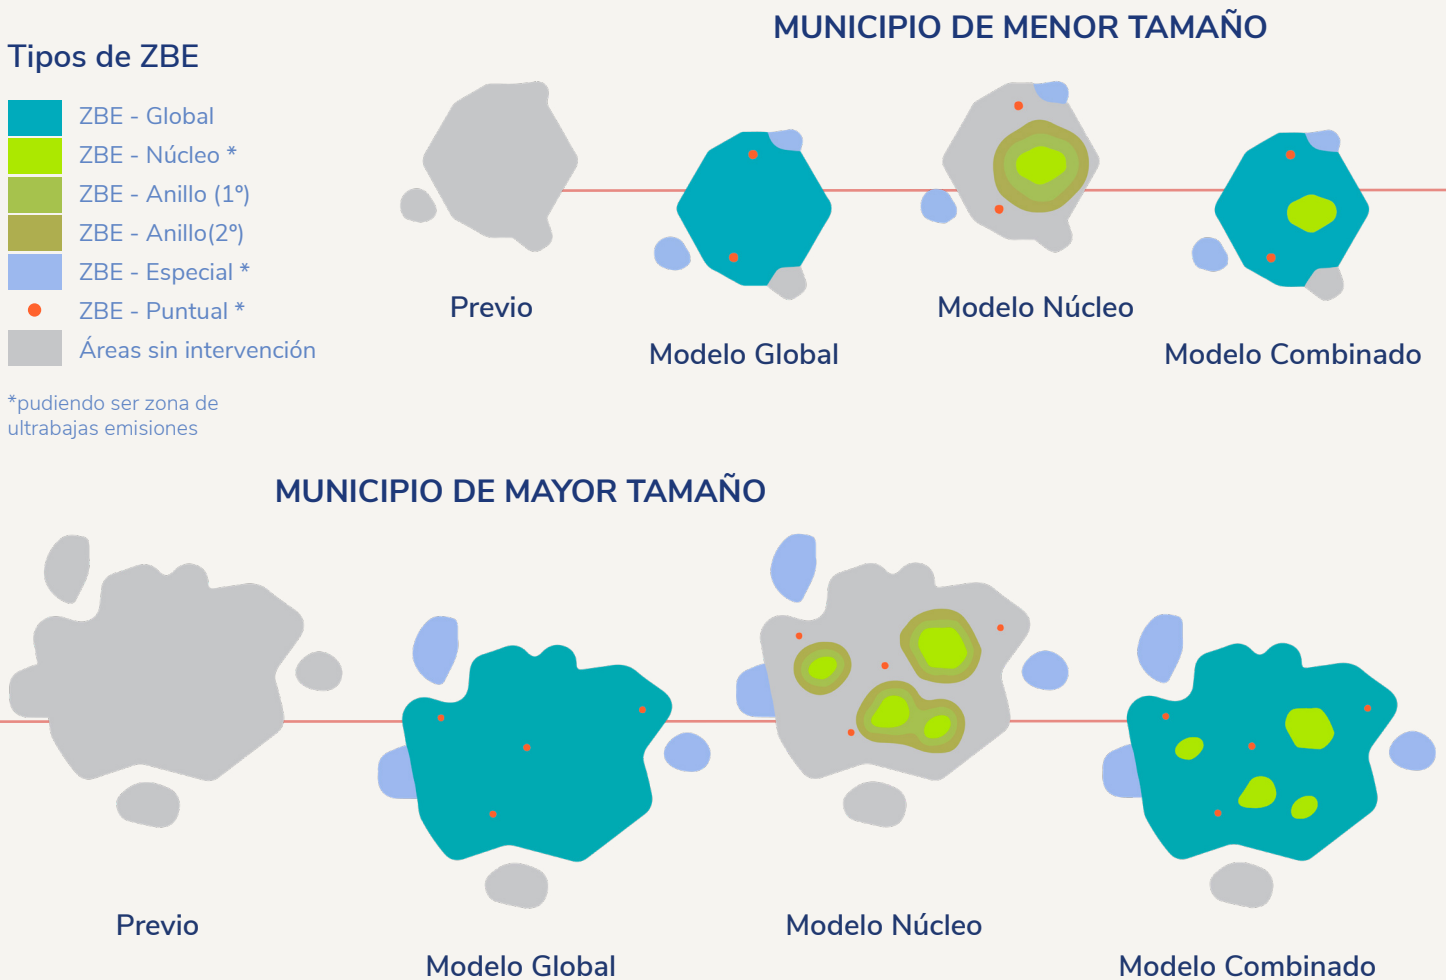 MUNICIPIO DE MENOR TAMAÑO
Tipos de ZBE
ZBE - Global
ZBE - Núcleo *
ZBE - Anillo (1º)
ZBE - Anillo(2º)
ZBE - Especial *
ZBE - Puntual *
Áreas sin intervención
*pudiendo ser zona de
ultrabajas emisiones
Previo
Modelo Global
Modelo Núcleo
Modelo Combinado
MUNICIPIO DE MAYOR TAMAÑO
Previo
Modelo Global
Modelo Núcleo
Modelo Combinado